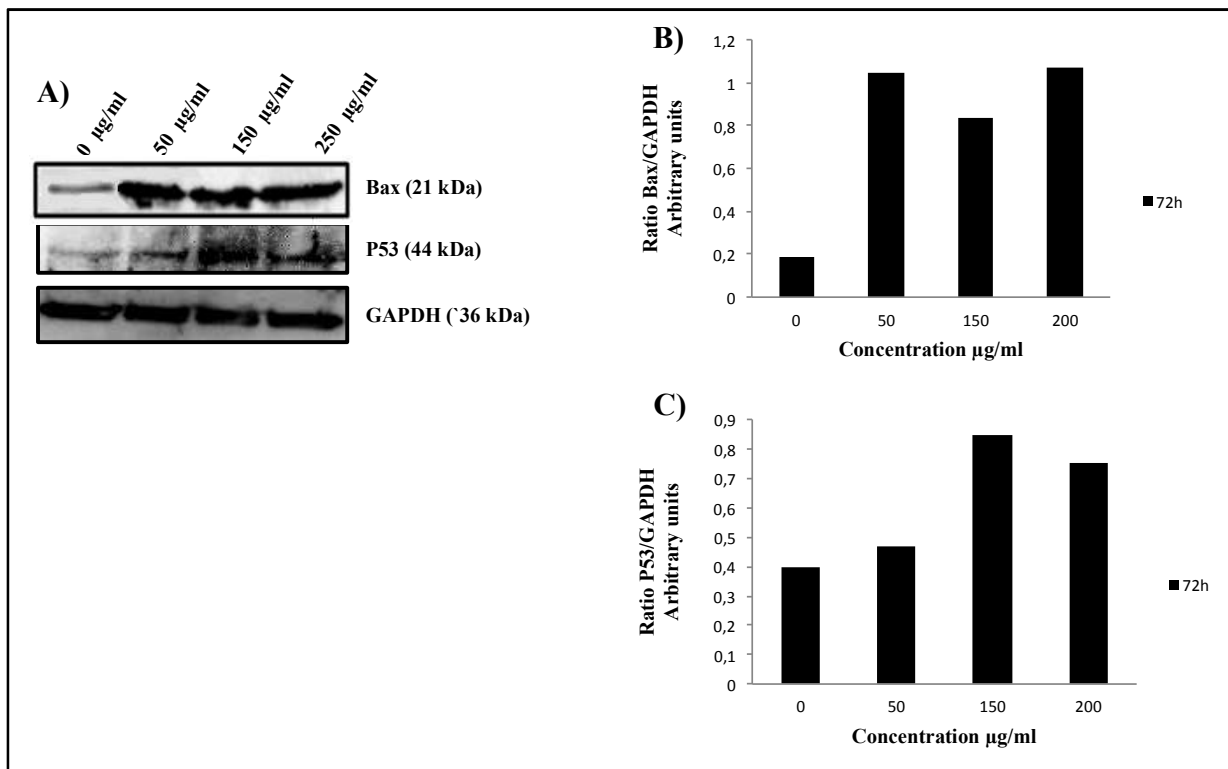 A)
0 µg/ml
50 µg/ml
150 µg/ml
250 µg/ml
Bax (21 kDa)
P53 (44 kDa)
GAPDH (`36 kDa)
B)
Ratio Bax/GAPDH
Arbitrary units
1,2
1
0,8
0,6
0,4
0,2
0
0 50 150 200
Concentration µg/ml
72h
C)
Ratio P53/GAPDH
Arbitrary units
0,9
0,8
0,7
0,6
0,5
0,4
0,3
0,2
0,1
0
0 50 150 200
Concentration µg/ml
72h